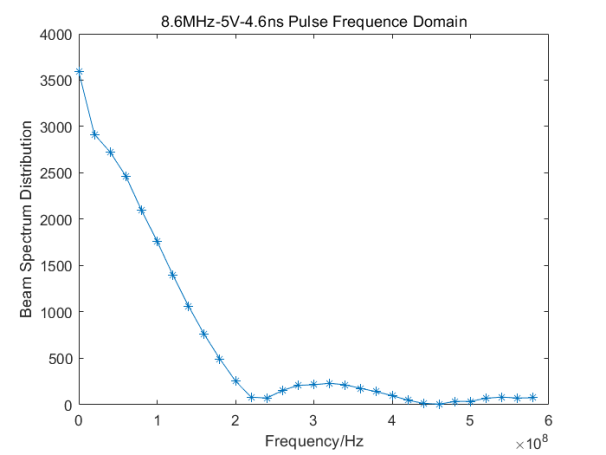 8.6MHz-5V-4.6ns Pulse Frequence Domain
4000
3500
3000
2500
2000
1500
1000
500
0
Beam Spectrum Distribution
0 1 2 3 4 5 6
Frequency/Hz
×10^8